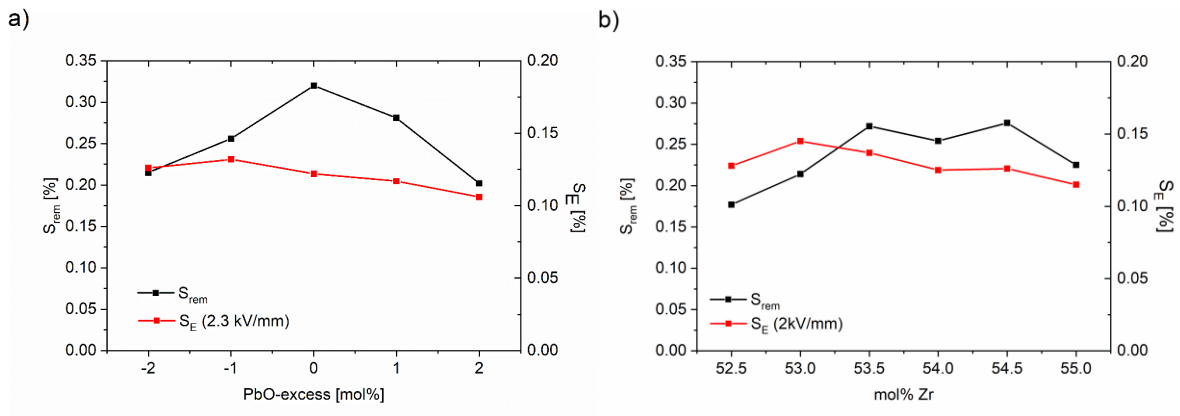 a)
0.35
0.30
0.25
0.20
0.15
0.10
0.05
0.00
S_rem [%]
0.20
0.15
0.10
0.05
0.00
S_E [%]
S_rem
S_E (2.3 kV/mm)
-2 -1 0 1 2
PbO-excess [mol%]
b)
0.35
0.30
0.25
0.20
0.15
0.10
0.05
0.00
S_rem [%]
0.20
0.15
0.10
0.05
0.00
S_E [%]
S_rem
S_E (2kV/mm)
52.5 53.0 53.5 54.0 54.5 55.0
mol% Zr